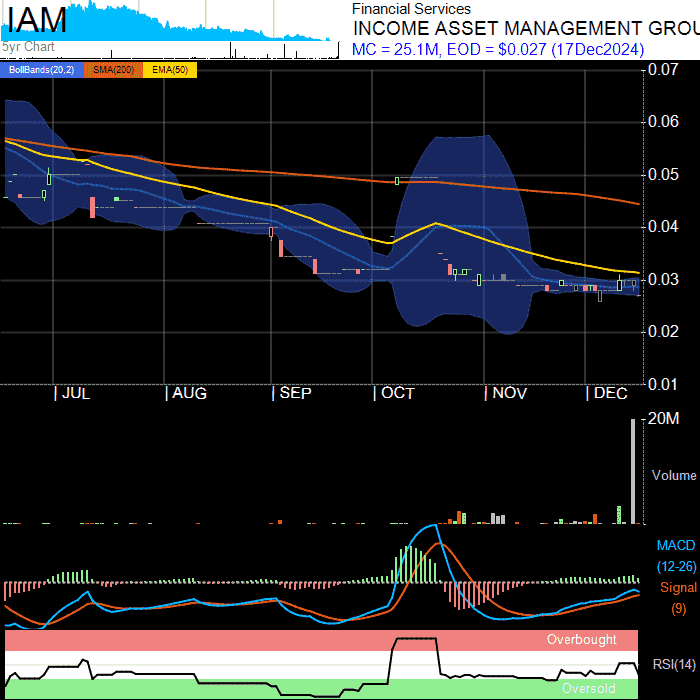 IAM
Financial Services
INCOME ASSET MANAGEMENT GROU
MC = 25.1M, EOD = $0.027 (17Dec2024)
5yr Chart
BollBands(20,2) SMA(200) EMA(50)
0.07
0.06
0.05
0.04
0.03
0.02
0.01
JUL AUG SEP OCT NOV DEC
20M
Volume
MACD
(12-26)
Signal
(9)
Overbought
RSI(14)
Oversold